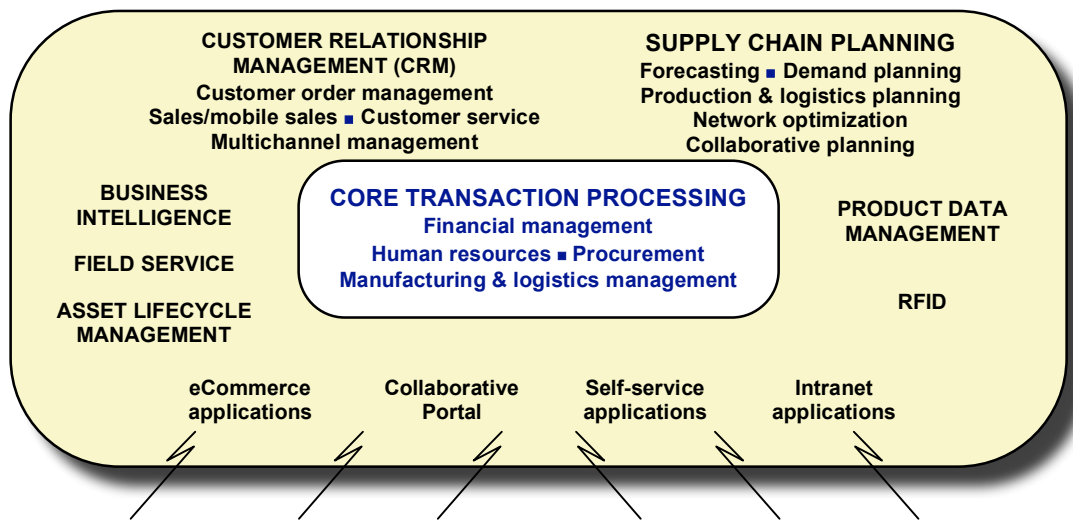 CUSTOMER RELATIONSHIP
MANAGEMENT (CRM)
Customer order management
Sales/mobile sales ■ Customer service
Multichannel management
SUPPLY CHAIN PLANNING
Forecasting ■ Demand planning
Production & logistics planning
Network optimization
Collaborative planning
BUSINESS
INTELLIGENCE
FIELD SERVICE
ASSET LIFECYCLE
MANAGEMENT
CORE TRANSACTION PROCESSING
Financial management
Human resources ■ Procurement
Manufacturing & logistics management
PRODUCT DATA
MANAGEMENT
RFID
eCommerce
applications
Collaborative
Portal
Self-service
applications
Intranet
applications